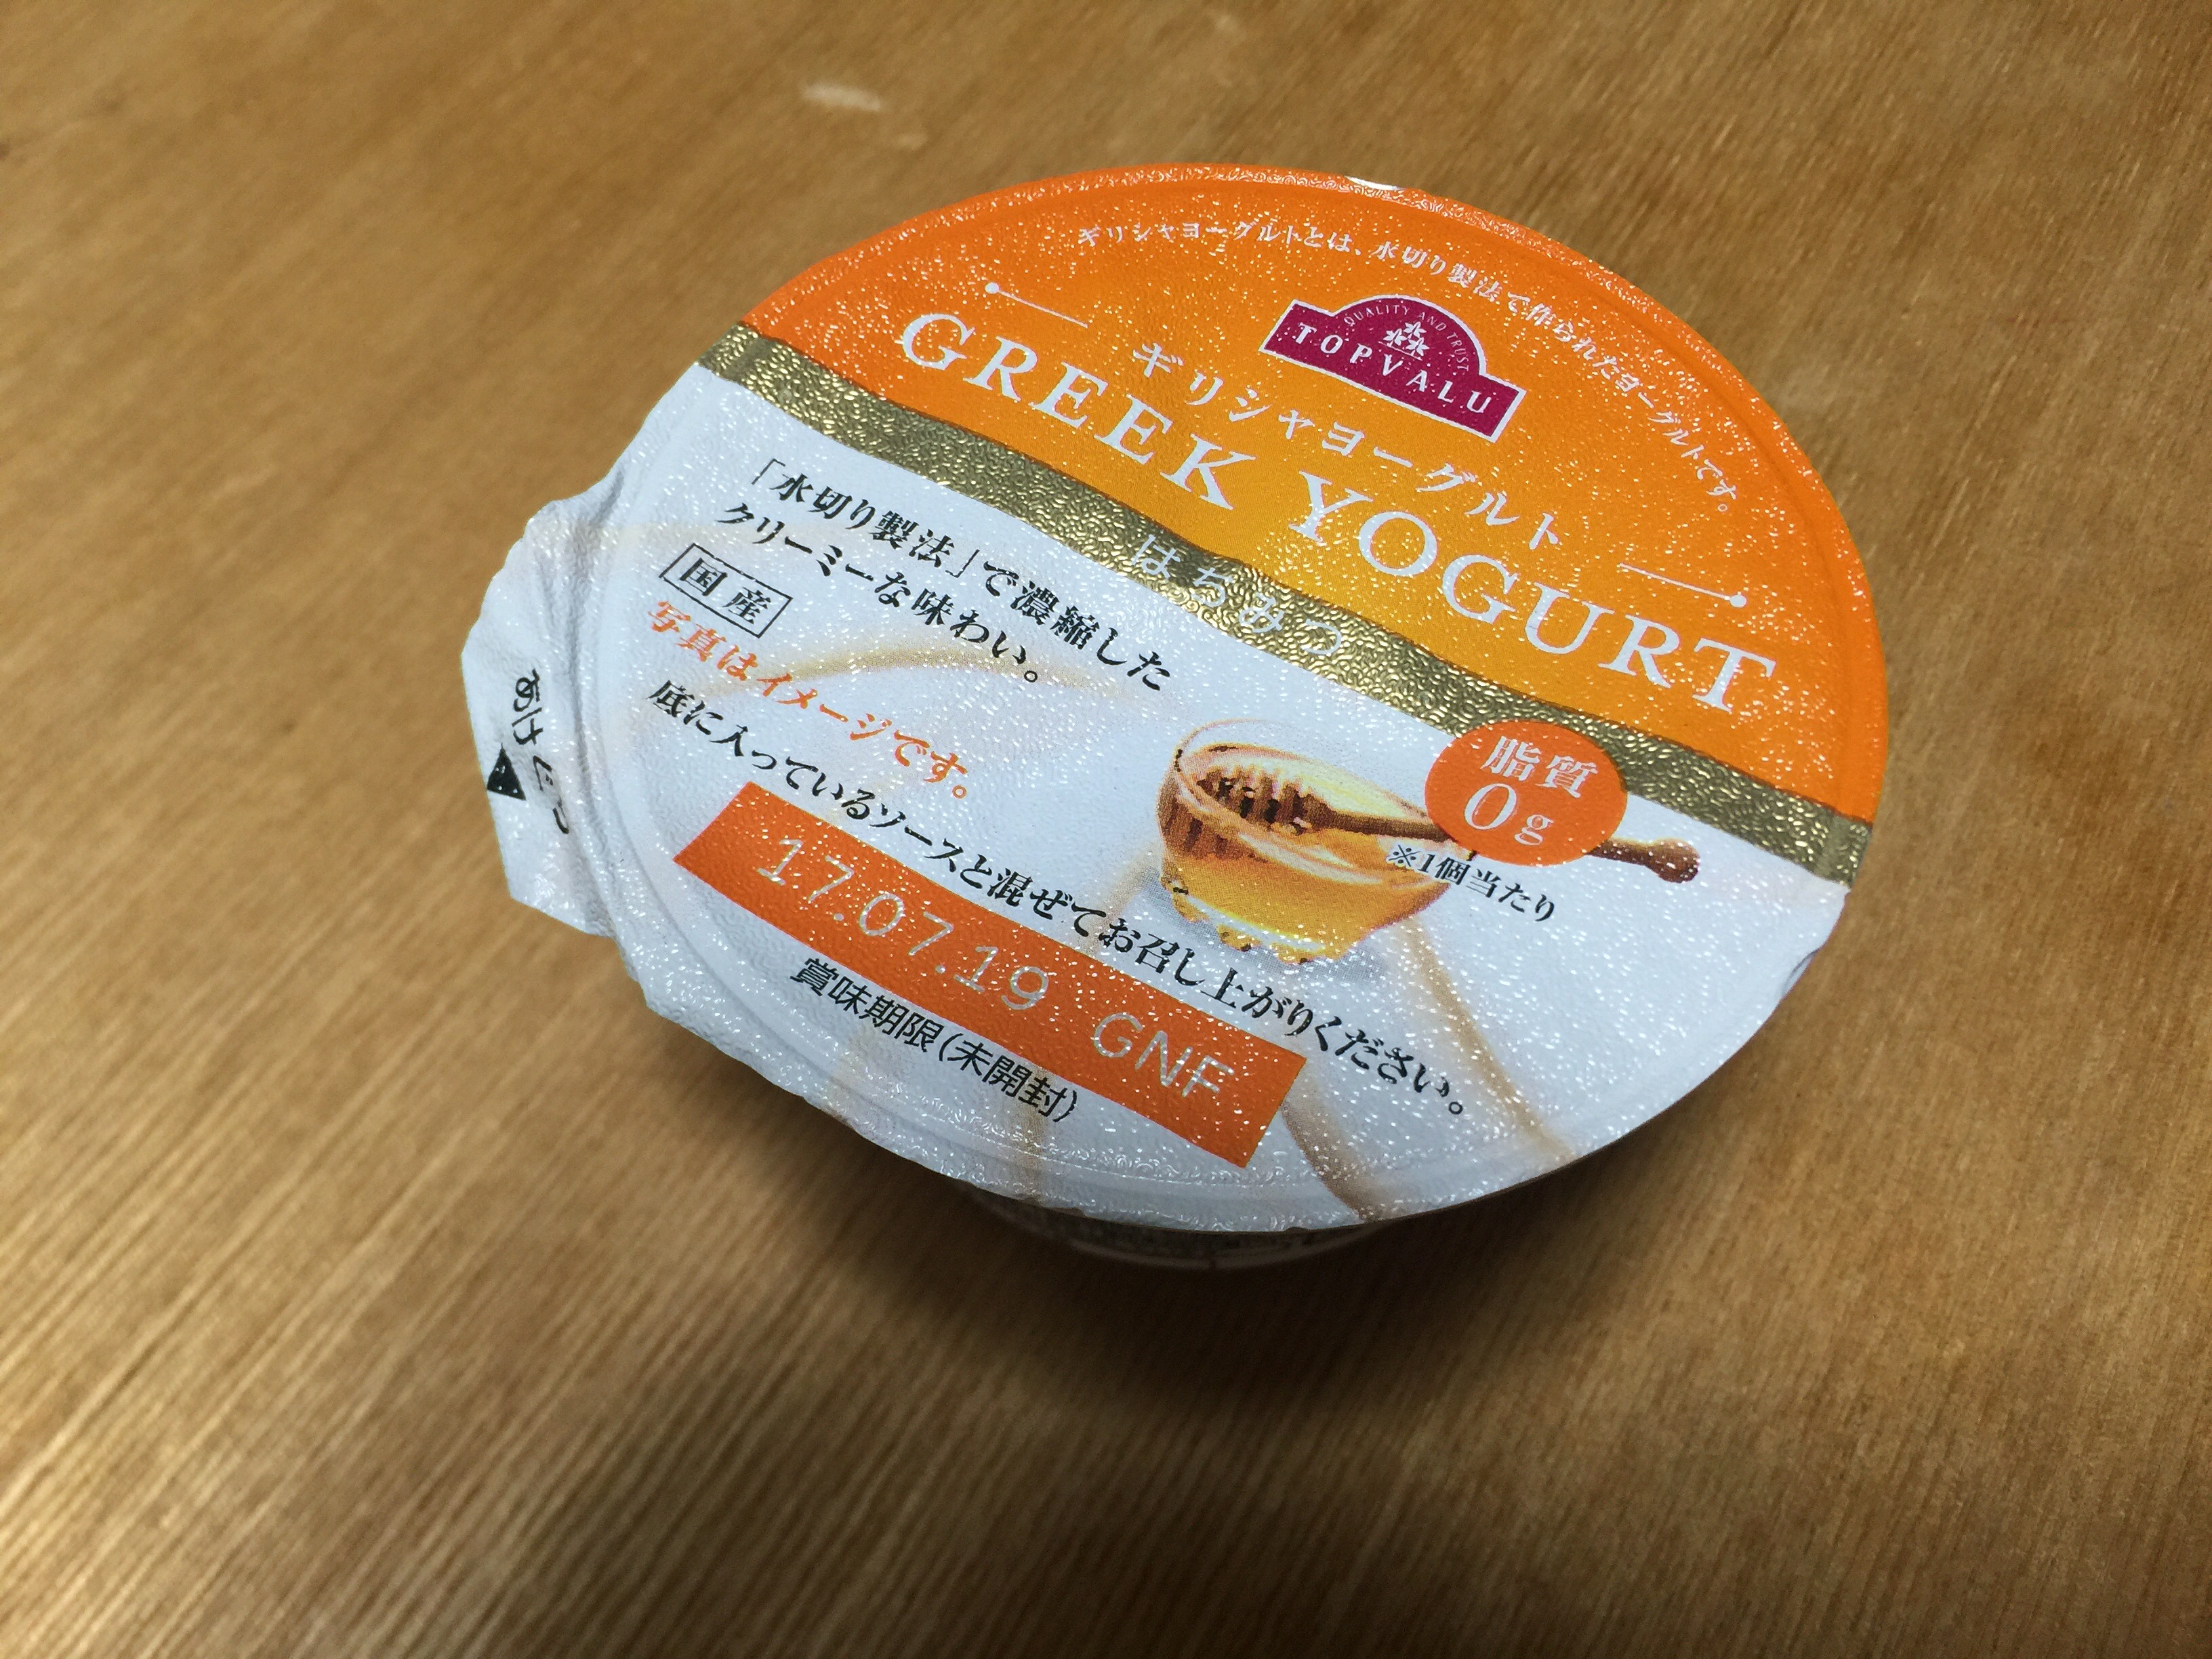 ギリシャヨーグルトとは、水切り製法で作られたヨーグルトです。
QUALITY AND TRUST
TOPVALU
ギリシャヨーグルト
GREEK YOGURT
はちみつ
「水切り製法」で濃縮した
クリーミーな味わい。
国産
写真はイメージです。
底に入っているソースと混ぜてお召し上がりください。
脂質
0g
※1個当たり
17.07.19 GNF
賞味期限(未開封)
あけぐち